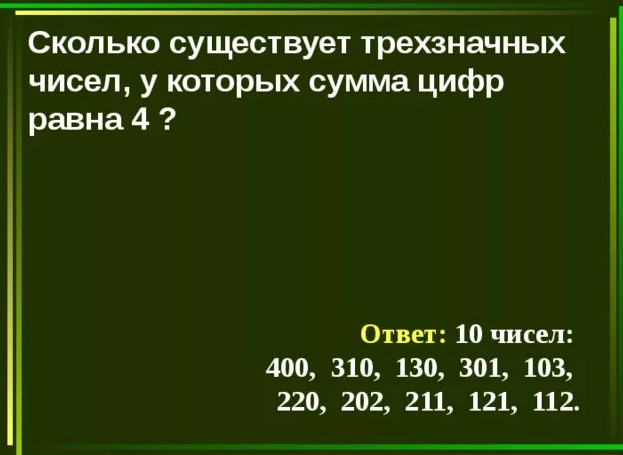 Сколько существует трехзначных
чисел, у которых сумма цифр
равна 4 ?
Ответ: 10 чисел:
400, 310, 130, 301, 103,
220, 202, 211, 121, 112.